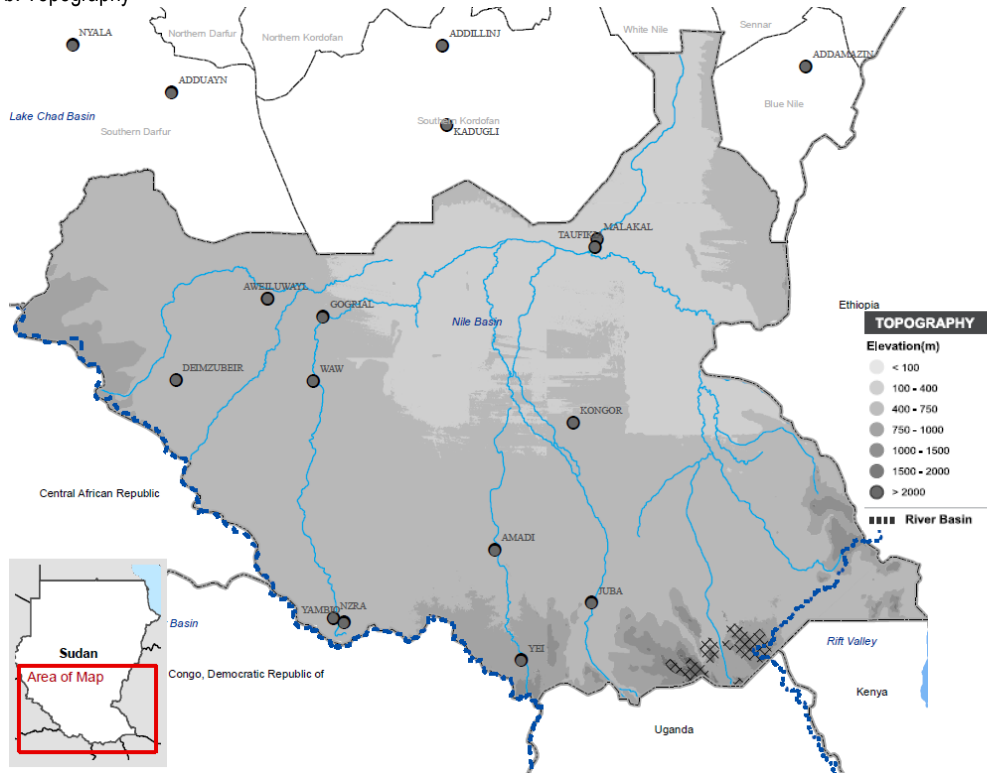 b. Topography
NYALA
Northern Darfur
Northern Kordofan
ADDILLINJ
White Nile
Sennar
ADDAMAZIN
ADDUAYN
Blue Nile
Lake Chad Basin
Southern Darfur
Southern Kordofan
KADUGLI
MALAKAL
TAUFIK
AWEILUWAYL
GOGRIAL
Nile Basin
Ethiopia
TOPOGRAPHY
Elevation(m)
< 100
100 - 400
400 - 750
750 - 1000
1000 - 1500
1500 - 2000
> 2000
River Basin
DEIMZUBEIR
WAW
KONGOR
Central African Republic
AMADI
JUBA
YAMBIO
NZRA
Basin
YEI
Rift Valley
Sudan
Area of Map
Congo, Democratic Republic of
Kenya
Uganda